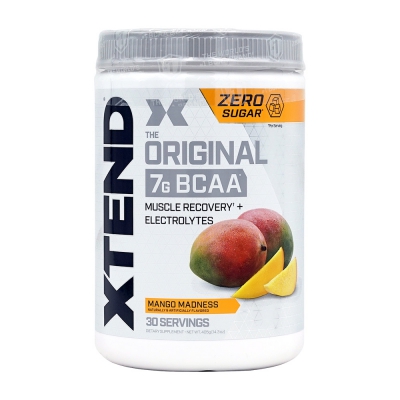 XTEND
X
ZERO
SUGAR*
THE
ORIGINAL
7G BCAA
MUSCLE RECOVERY† +
ELECTROLYTES
MANGO MADNESS
NATURALLY & ARTIFICIALLY FLAVORED
30 SERVINGS